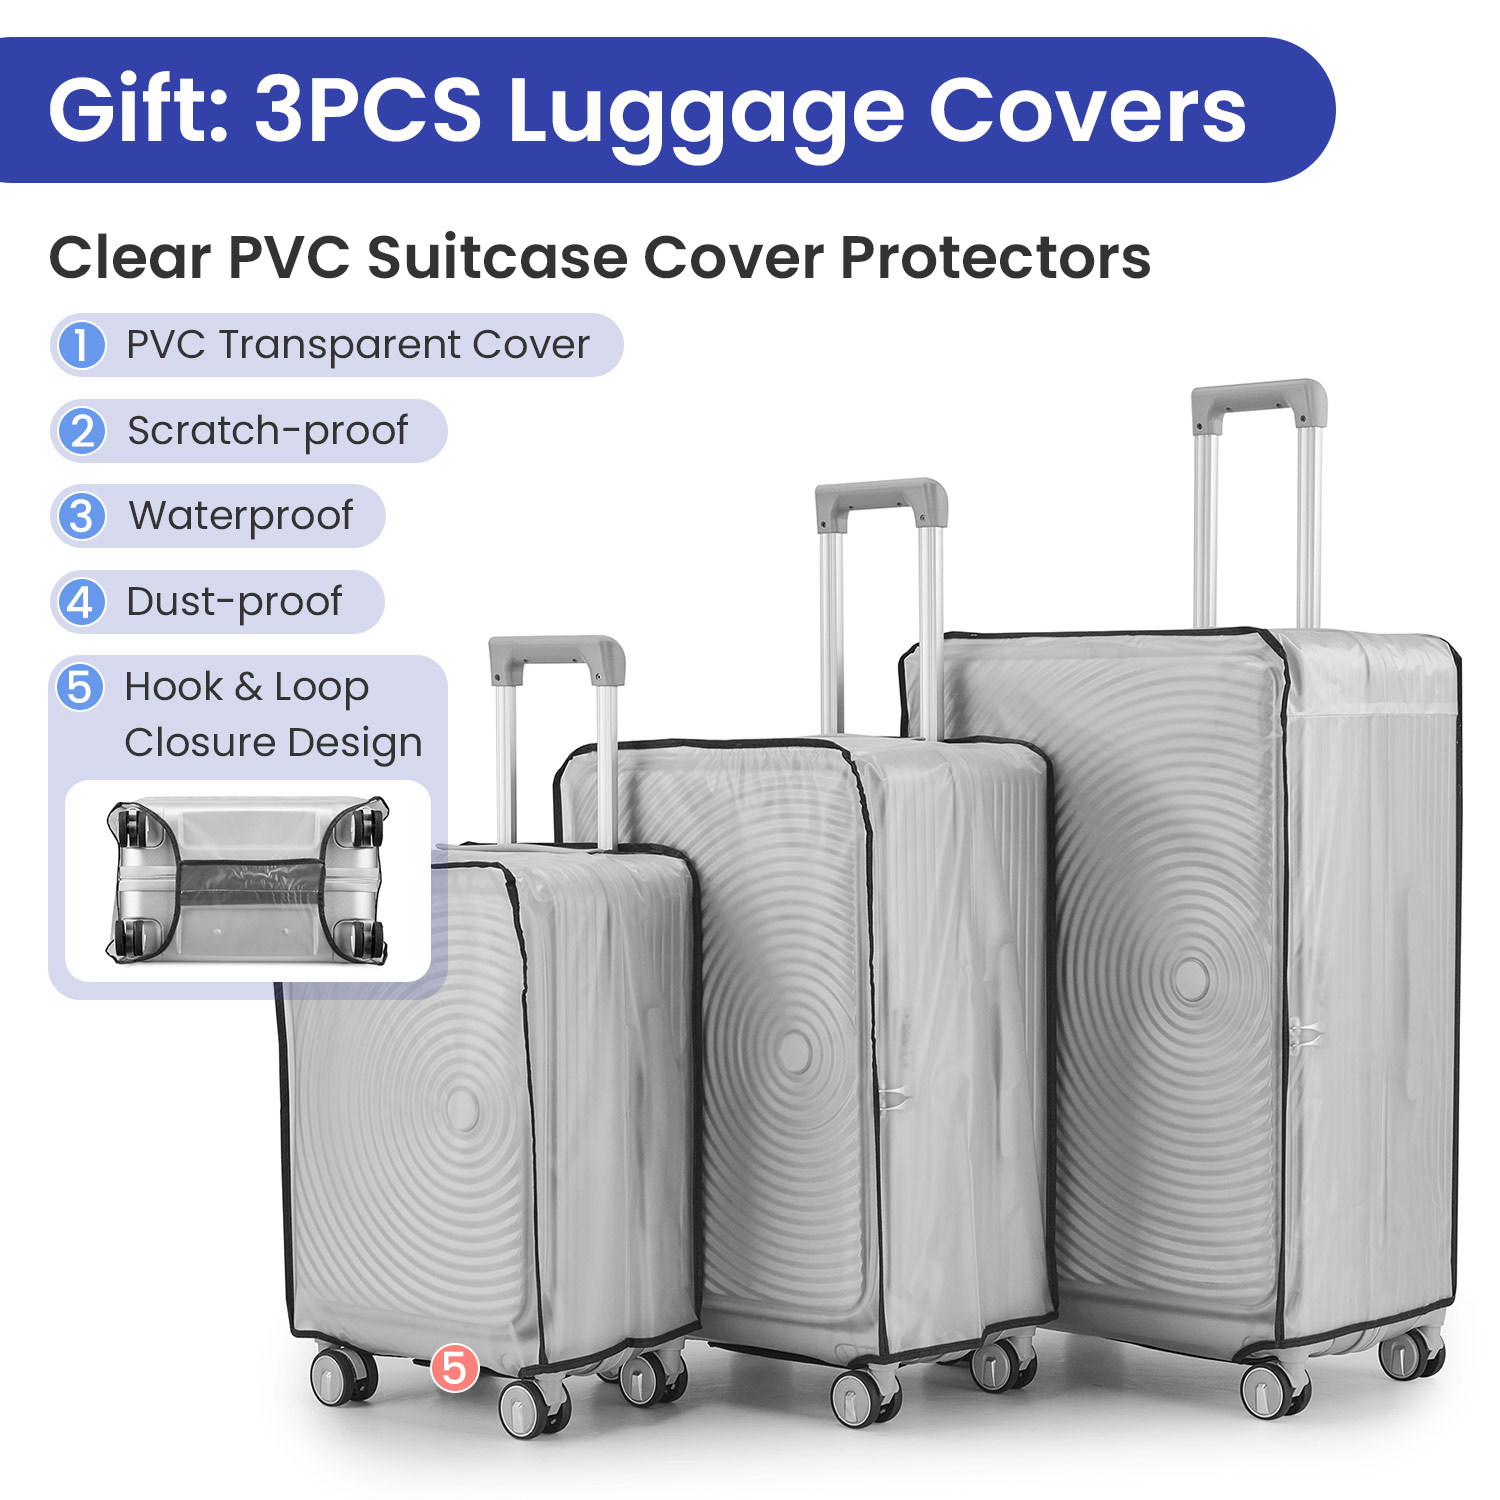 Gift: 3PCS Luggage Covers
Clear PVC Suitcase Cover Protectors
1 PVC Transparent Cover
2 Scratch-proof
3 Waterproof
4 Dust-proof
5 Hook & Loop
Closure Design
5